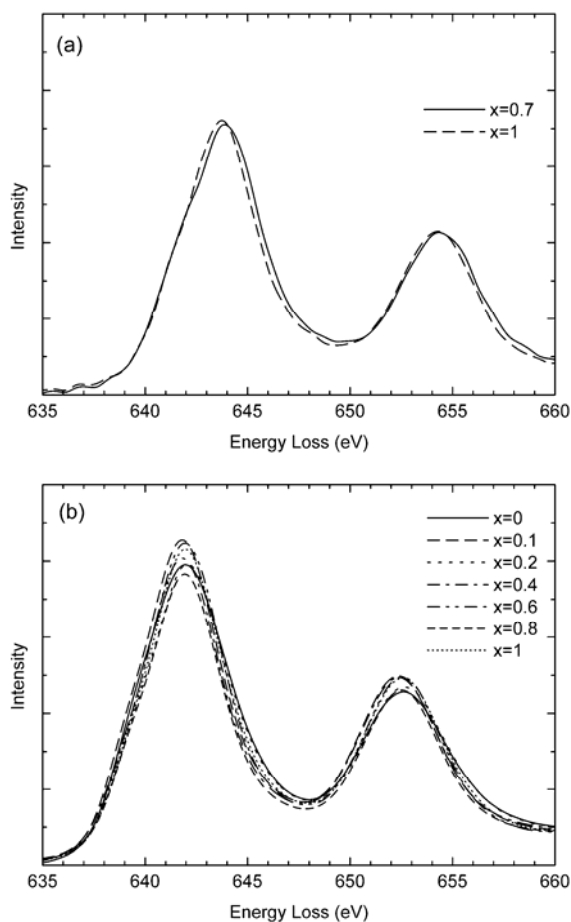 (a)
x=0.7
x=1
Intensity
635 640 645 650 655 660
Energy Loss (eV)
(b)
x=0
x=0.1
x=0.2
x=0.4
x=0.6
x=0.8
x=1
Intensity
635 640 645 650 655 660
Energy Loss (eV)